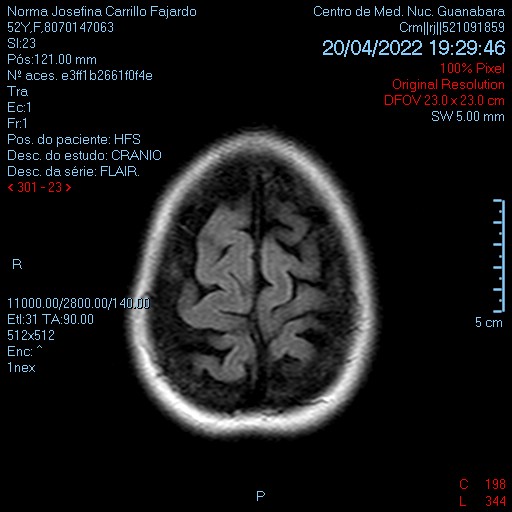 Norma Josefina Carrillo Fajardo
52Y,F,8070147063
Sl:23
Pós:121.00 mm
Nº aces. e3ff1b2661f0f4e
Tra
Ec:1
Fr:1
Pos. do paciente: HFS
Desc. do estudo: CRANIO
Desc. da série: FLAIR.
< 301 - 23 >
Centro de Med. Nuc. Guanabara
Crm||rj||521091859
20/04/2022 19:29:46
100% Pixel
Original Resolution
DFOV 23.0 x 23.0 cm
SW 5.00 mm
R
11000.00/2800.00/140.00
Etl:31 TA:90.00
512x512
Enc: ^
1nex
5 cm
P
C 198
L 344